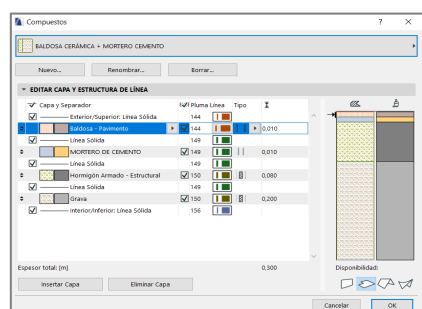 Compuestos
BALDOSA CERÁMICA + MORTERO CEMENTO
Nuevo...
Renombrar...
Borrar...
EDITAR CAPA Y ESTRUCTURA DE LÍNEA
Capa y Separador Pluma Línea Tipo
Exterior/Superior: Línea Sólida 144
Baldosa - Pavimento 144 0,010
Línea Sólida 149
MORTERO DE CEMENTO 149 0,010
Línea Sólida 149
Hormigón Armado - Estructural 150 0,080
Línea Sólida 149
Grava 150 0,200
Interior/Inferior: Línea Sólida 156
Espesor total: [m] 0,300
Disponibilidad:
Insertar Capa
Eliminar Capa
Cancelar
OK